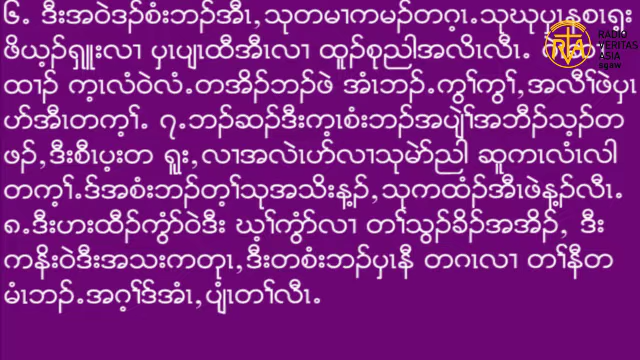 ၆. ဒီးအဝဲဒၣ်စံးဘၣ်အီၤ,သုတမၢကမၣ်တဂ့ၤ.သုဃုပှၤန့စၤရ့း
ဖိယ့ၣ်ရှူးလၢ ပှၤပျၤထီအီၤလၢ ထူၣ်စုညါအလိၤလီၤ.
ထၢၣ် က့ၤလံဝဲလံ.တအိၣ်ဘၣ်ဖဲ အံၤဘၣ်.ကွၢ်ကွၢ်,အလီၢ်ဖဲပှၤ
ဟ်အီၤတက့ၢ်. ၇.ဘၣ်ဆၣ်ဒီးက့ၤစံးဘၣ်အပျဲၢ်အဘီၣ်သ့ၣ်တ
ဖၣ်,ဒီးစီၤပ့းတ ရူး,လၢအလဲၤဟ်လၢသုမဲာ်ညါ ဆူကၤလံၤလါ
တက့ၢ်.ဒ်အစံးဘၣ်တ့ၢ်သုအသိးန့ၣ်,သုကထံၣ်အီၤဖဲန့ၣ်လီၤ.
၈.ဒီးဟးထီၣ်ကွံာ်ဝဲဒီး ဃ့ၢ်ကွံာ်လၢ တၢ်သွၣ်ခိၣ်အအိၣ်, ဒီး
ကနိးဝဲဒီးအသးကတုၤ,ဒီးတစံးဘၣ်ပှၤနီ တဂၤလၢ တၢ်နီတ
မံၤဘၣ်.အဂ့ၢ်ဒ်အံၤ,ပျံၤတၢ်လီၤ.
RADIO
VERITAS
ASIA
sgaw